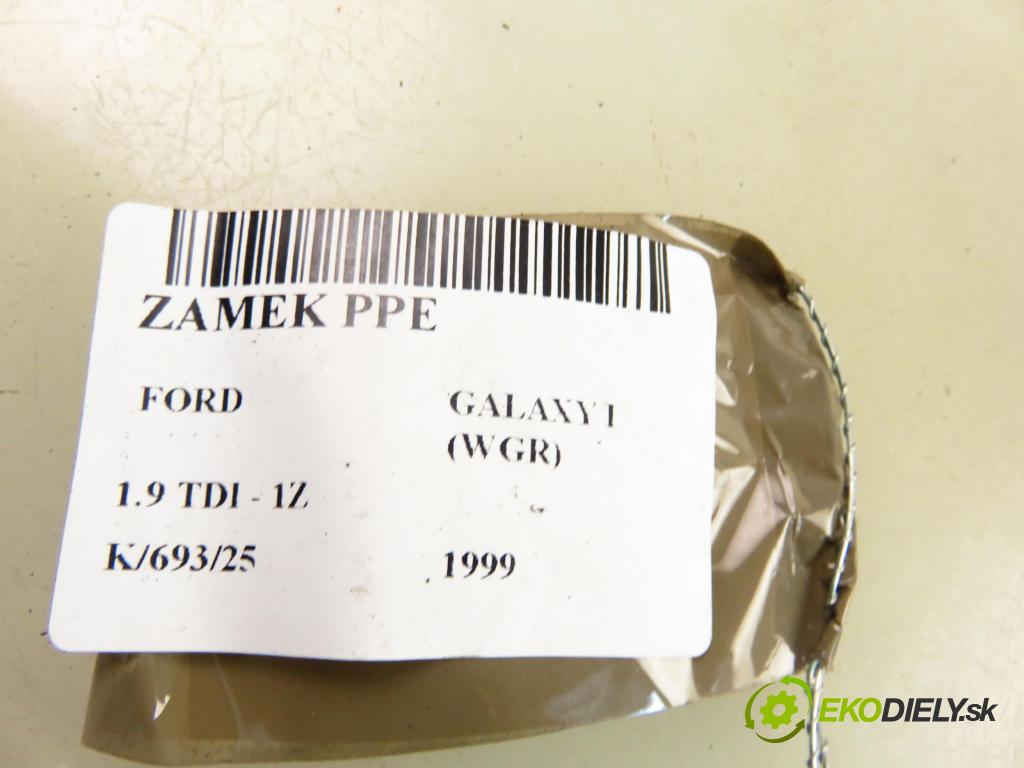 ZAMEK PPE
FORD
GALAXY I
(WGR)
1.9 TDI - 1Z
K/693/25
1999
EKODIELY.sk